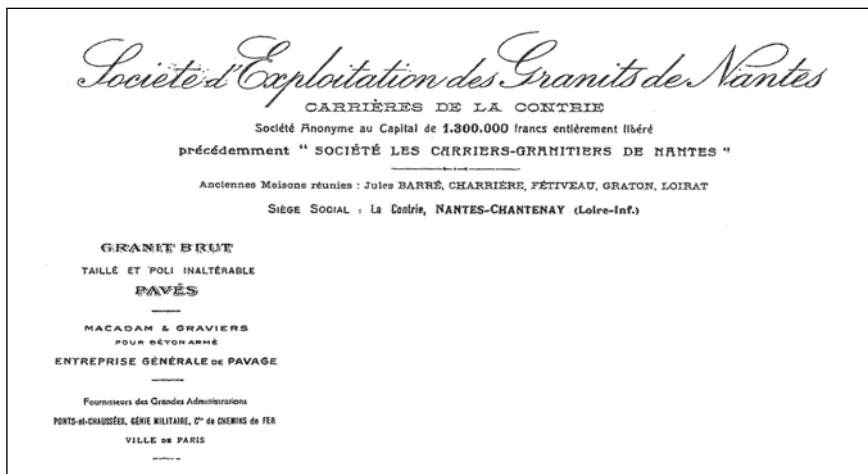 Société d'Exploitation des Granits de Nantes
CARRIÈRES DE LA CONTRIE
Société Anonyme au Capital de 1.300.000 francs entièrement libéré
précédemment " SOCIÉTÉ LES CARRIERS-GRANITIERS DE NANTES "
Anciennes Maisons réunies : Jules BARRÉ, CHARRIÈRE, FÉTIVEAU, GRATON, LOIRAT
SIÈGE SOCIAL : La Contrie, NANTES-CHANTENAY (Loire-Inf.)
GRANIT BRUT
TAILLÉ ET POLI INALTÉRABLE
PAVÉS
MACADAM & GRAVIERS
POUR BÉTON ARMÉ
ENTREPRISE GÉNÉRALE DE PAVAGE
Fournisseurs des Grandes Administrations
PONTS-et-CHAUSSÉES, GÉNIE MILITAIRE, Cies de CHEMINS de FER
VILLE DE PARIS